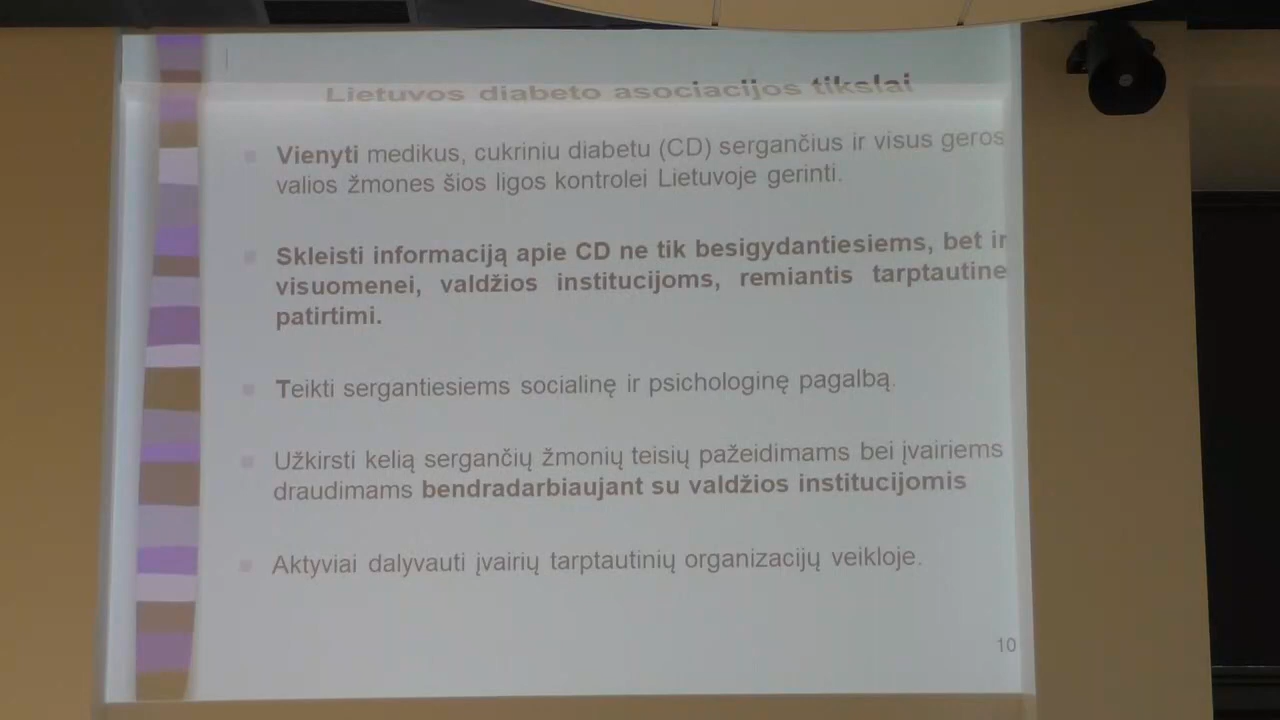 Lietuvos diabeto asociacijos tikslai
Vienyti medikus, cukriniu diabetu (CD) sergančius ir visus geros
valios žmones šios ligos kontrolei Lietuvoje gerinti.
Skleisti informaciją apie CD ne tik besigydantiesiems, bet ir
visuomenei, valdžios institucijoms, remiantis tarptautine
patirtimi.
Teikti sergantiesiems socialinę ir psichologinę pagalbą.
Užkirsti kelią sergančių žmonių teisių pažeidimams bei įvairiems
draudimams bendradarbiaujant su valdžios institucijomis
Aktyviai dalyvauti įvairių tarptautinių organizacijų veikloje.
10